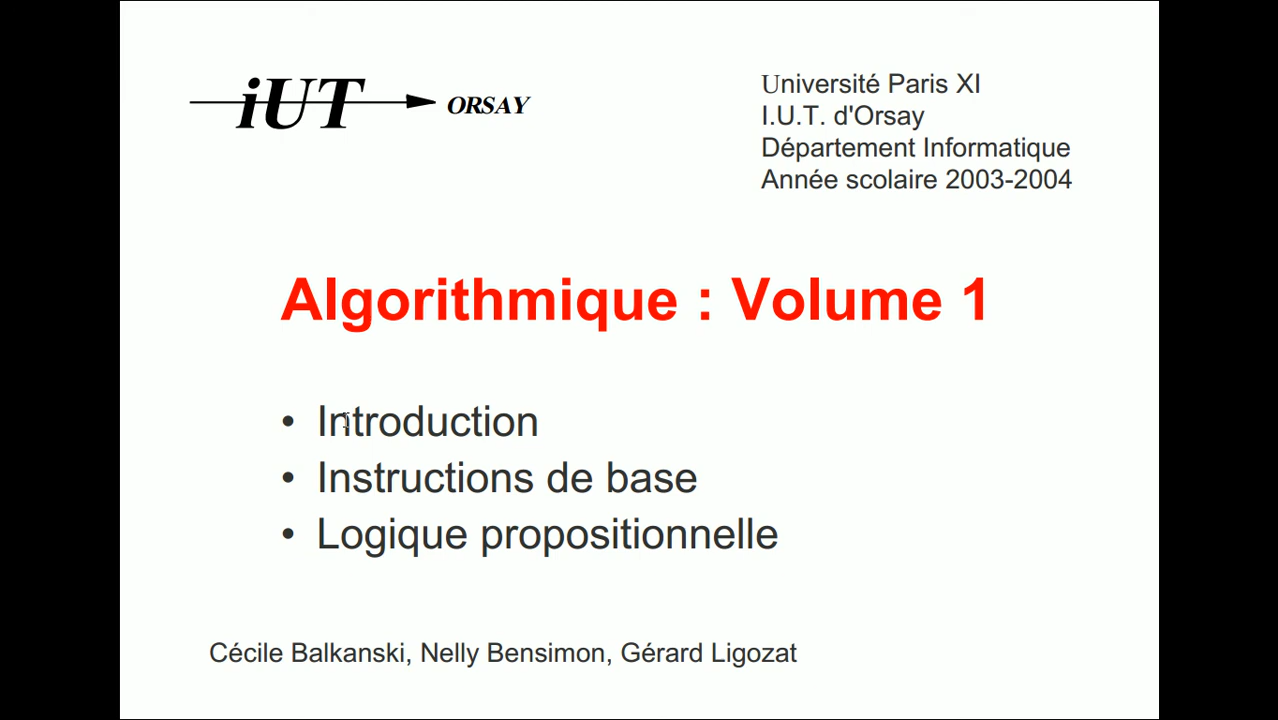 iUT ORSAY
Université Paris XI
I.U.T. d'Orsay
Département Informatique
Année scolaire 2003-2004
Algorithmique : Volume 1
• Introduction
• Instructions de base
• Logique propositionnelle
Cécile Balkanski, Nelly Bensimon, Gérard Ligozat